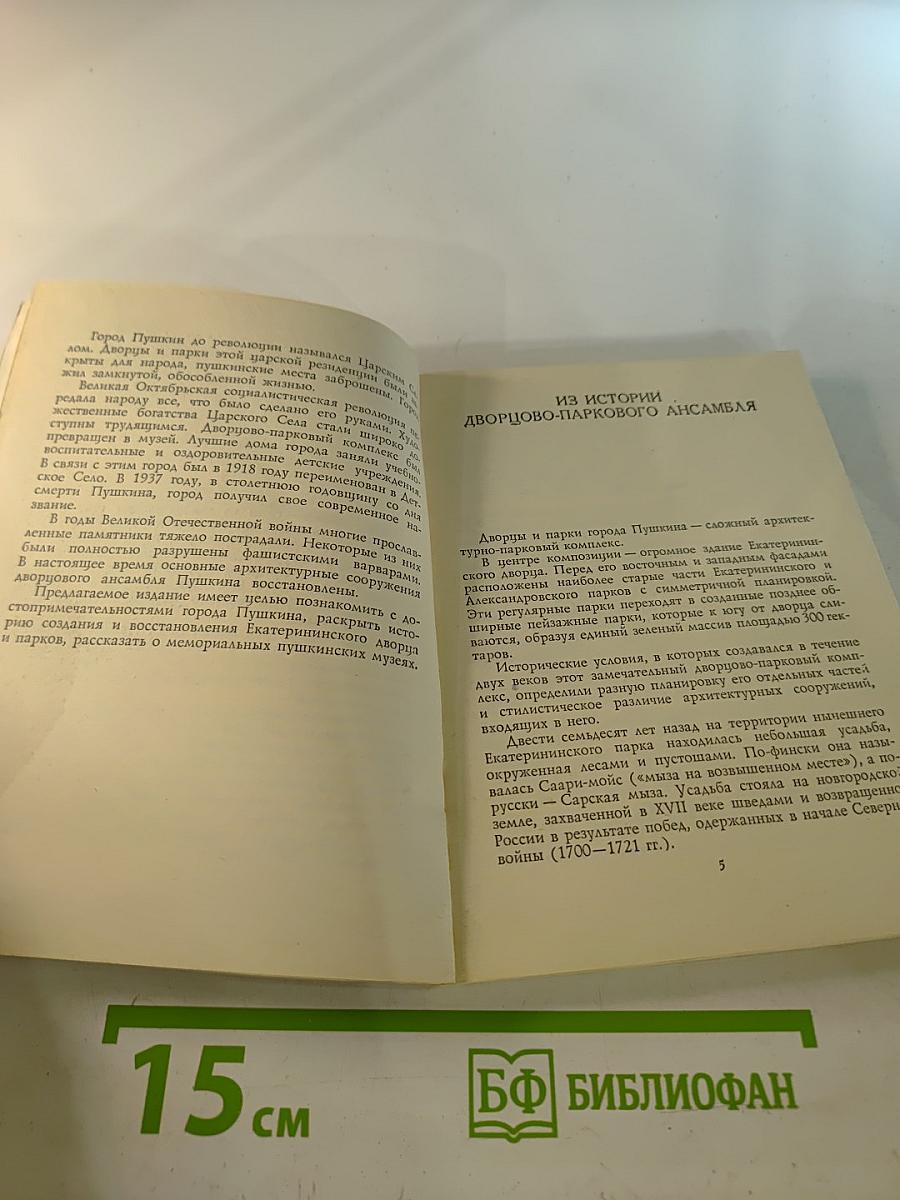 Город Пушкин до революции назывался Царским Се-
лом. Дворцы и парки этой царской резиденции были за-
крыты для народа, пушкинские места заброшены. Город
жил замкнутой, обособленной жизнью.
Великая Октябрьская социалистическая революция пе-
редала народу все, что было сделано его руками. Худо-
жественные богатства Царского Села стали широко до-
ступны трудящимся. Дворцово-парковый комплекс был
превращен в музей. Лучшие дома города заняли учебно-
воспитательные и оздоровительные детские учреждения.
В связи с этим город был в 1918 году переименован в Дет-
ское Село. В 1937 году, в столетнюю годовщину со дня
смерти Пушкина, город получил свое современное на-
звание.
В годы Великой Отечественной войны многие прослав-
ленные памятники тяжело пострадали. Некоторые из них
были полностью разрушены фашистскими варварами.
В настоящее время основные архитектурные сооружения
дворцового ансамбля Пушкина восстановлены.
Предлагаемое издание имеет целью познакомить с до-
стопримечательностями города Пушкина, раскрыть исто-
рию создания и восстановления Екатерининского дворца
и парков, рассказать о мемориальных пушкинских музеях.
ИЗ ИСТОРИИ
ДВОРЦОВО-ПАРКОВОГО АНСАМБЛЯ
Дворцы и парки города Пушкина — сложный архитек-
турно-парковый комплекс.
В центре композиции — огромное здание Екатеринин-
ского дворца. Перед его восточным и западным фасадами
расположены наиболее старые части Екатерининского и
Александровского парков с симметричной планировкой.
Эти регулярные парки переходят в созданные позднее об-
ширные пейзажные парки, которые к югу от дворца сли-
ваются, образуя единый зеленый массив площадью 300 гек-
таров.
Исторические условия, в которых создавался в течение
двух веков этот замечательный дворцово-парковый комп-
лекс, определили разную планировку его отдельных частей
и стилистическое различие архитектурных сооружений,
входящих в него.
Двести семьдесят лет назад на территории нынешнего
Екатерининского парка находилась небольшая усадьба,
окруженная лесами и пустошами. По-фински она назы-
валась Саари-мойс («мыза на возвышенном месте»), а по-
русски — Сарская мыза. Усадьба стояла на новгородской
земле, захваченной в XVII веке шведами и возвращенно
России в результате побед, одержанных в начале Северн
войны (1700—1721 гг.).
5
15 см
БФ БИБЛИОФАН